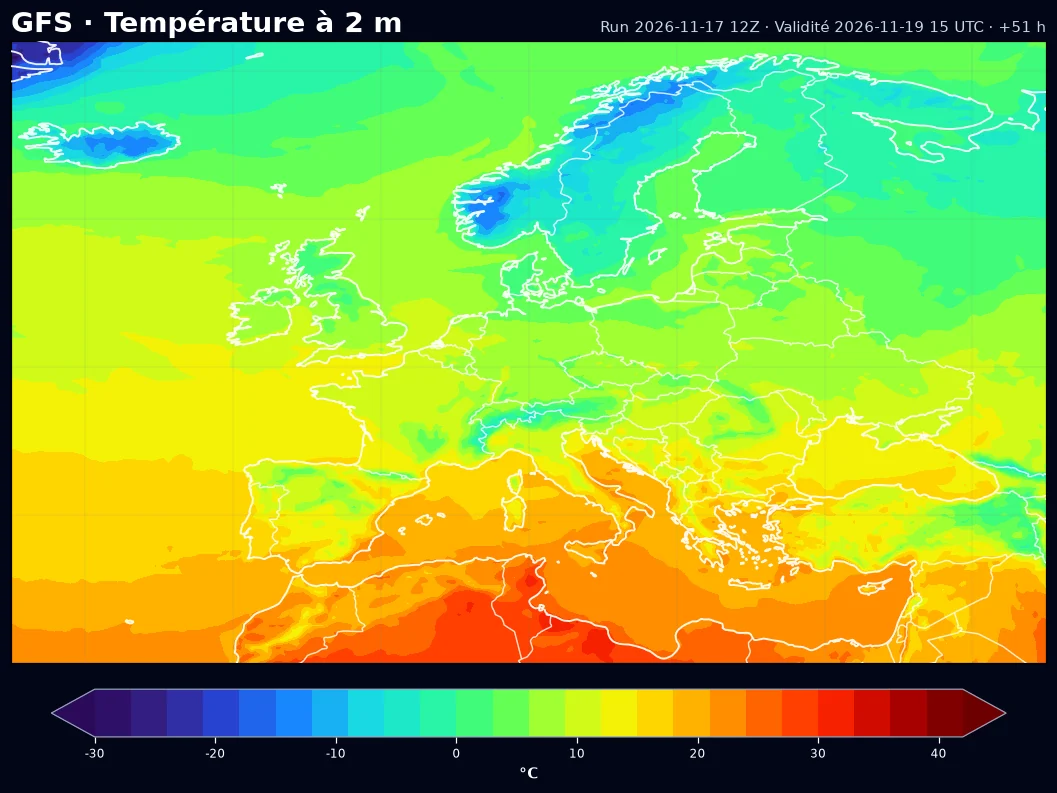 GFS · Température à 2 m
Run 2026-11-17 12Z · Validité 2026-11-19 15 UTC · +51 h
-30 -20 -10 0 10 20 30 40
°C